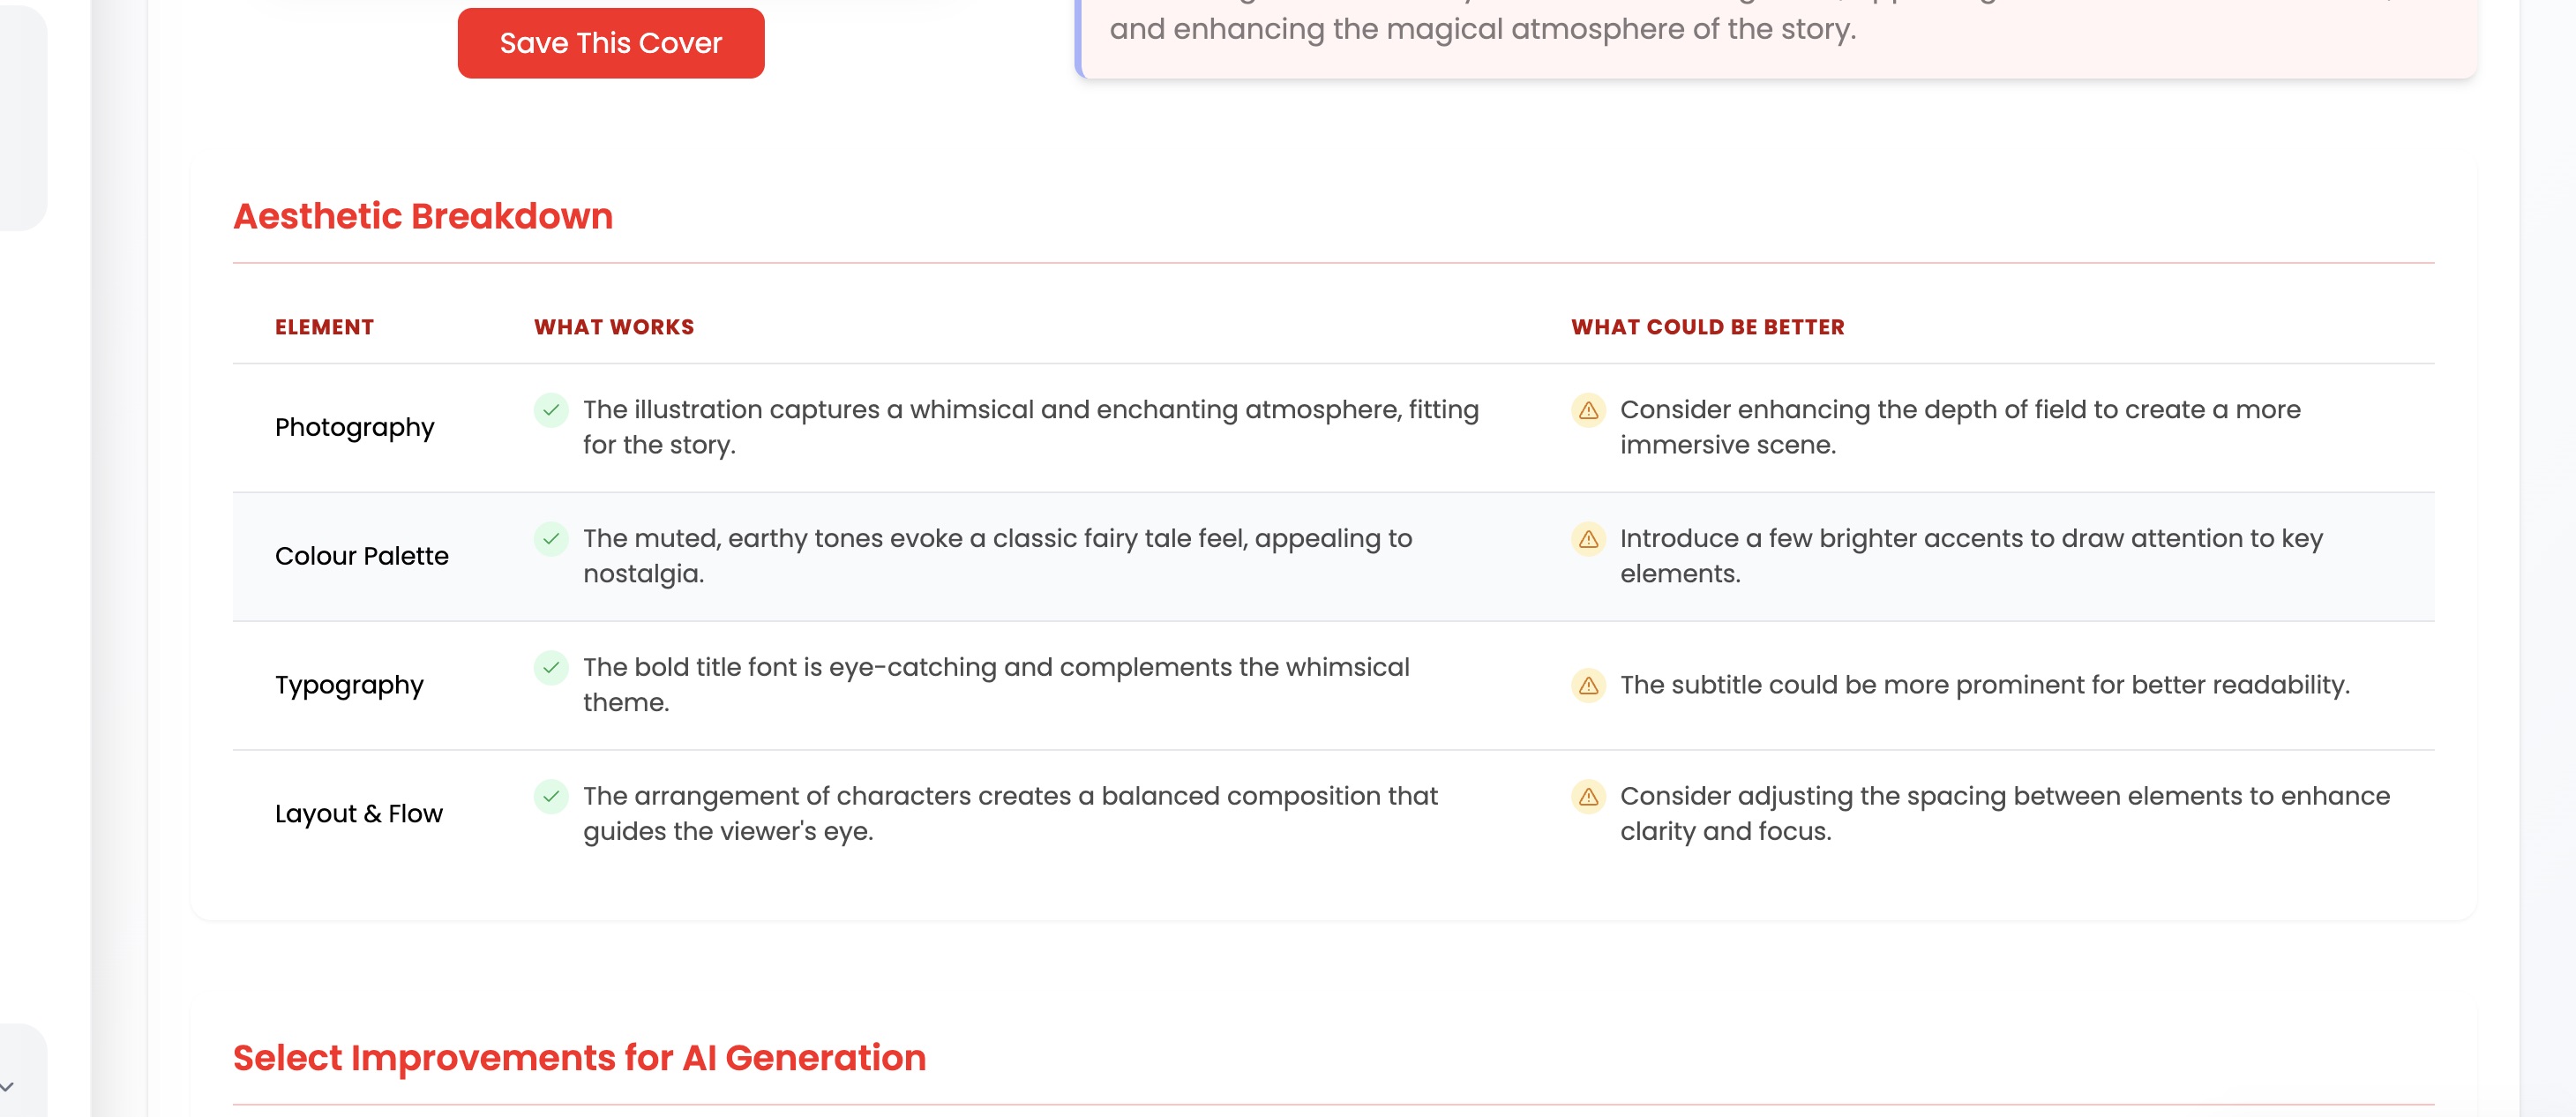 Save This Cover
and enhancing the magical atmosphere of the story.
Aesthetic Breakdown
ELEMENT
WHAT WORKS
WHAT COULD BE BETTER
Photography
The illustration captures a whimsical and enchanting atmosphere, fitting
for the story.
Consider enhancing the depth of field to create a more
immersive scene.
Colour Palette
The muted, earthy tones evoke a classic fairy tale feel, appealing to
nostalgia.
Introduce a few brighter accents to draw attention to key
elements.
Typography
The bold title font is eye-catching and complements the whimsical
theme.
The subtitle could be more prominent for better readability.
Layout & Flow
The arrangement of characters creates a balanced composition that
guides the viewer's eye.
Consider adjusting the spacing between elements to enhance
clarity and focus.
Select Improvements for AI Generation